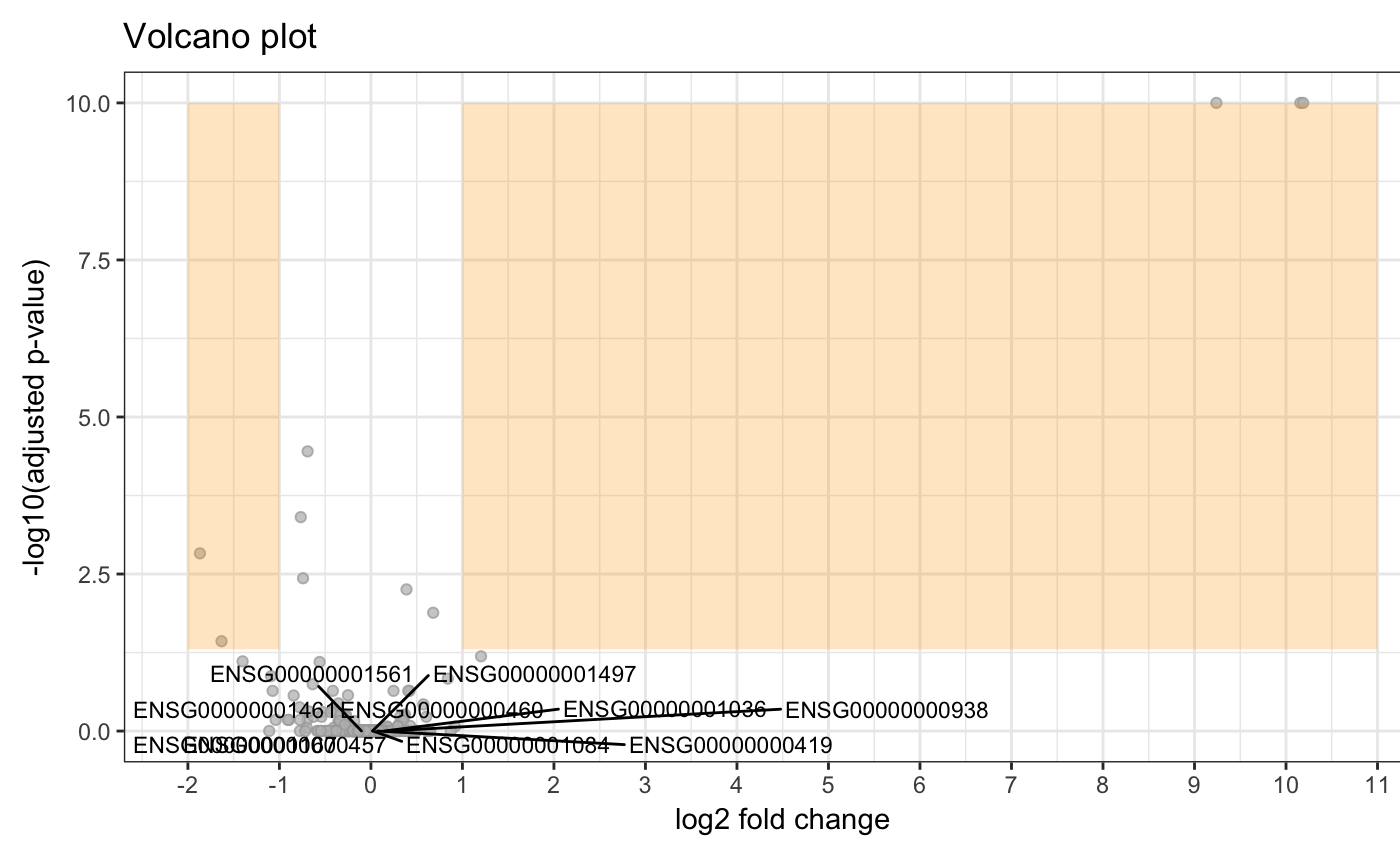 Volcano plot
10.0
7.5
5.0
2.5
0.0
-log10(adjusted p-value)
ENSG00000001561
ENSG00000001497
ENSG00000001461
ENSG00000000460
ENSG00000001036
ENSG00000000938
ENSG00000000457
ENSG00000001084
ENSG00000000419
-2 -1 0 1 2 3 4 5 6 7 8 9 10 11
log2 fold change